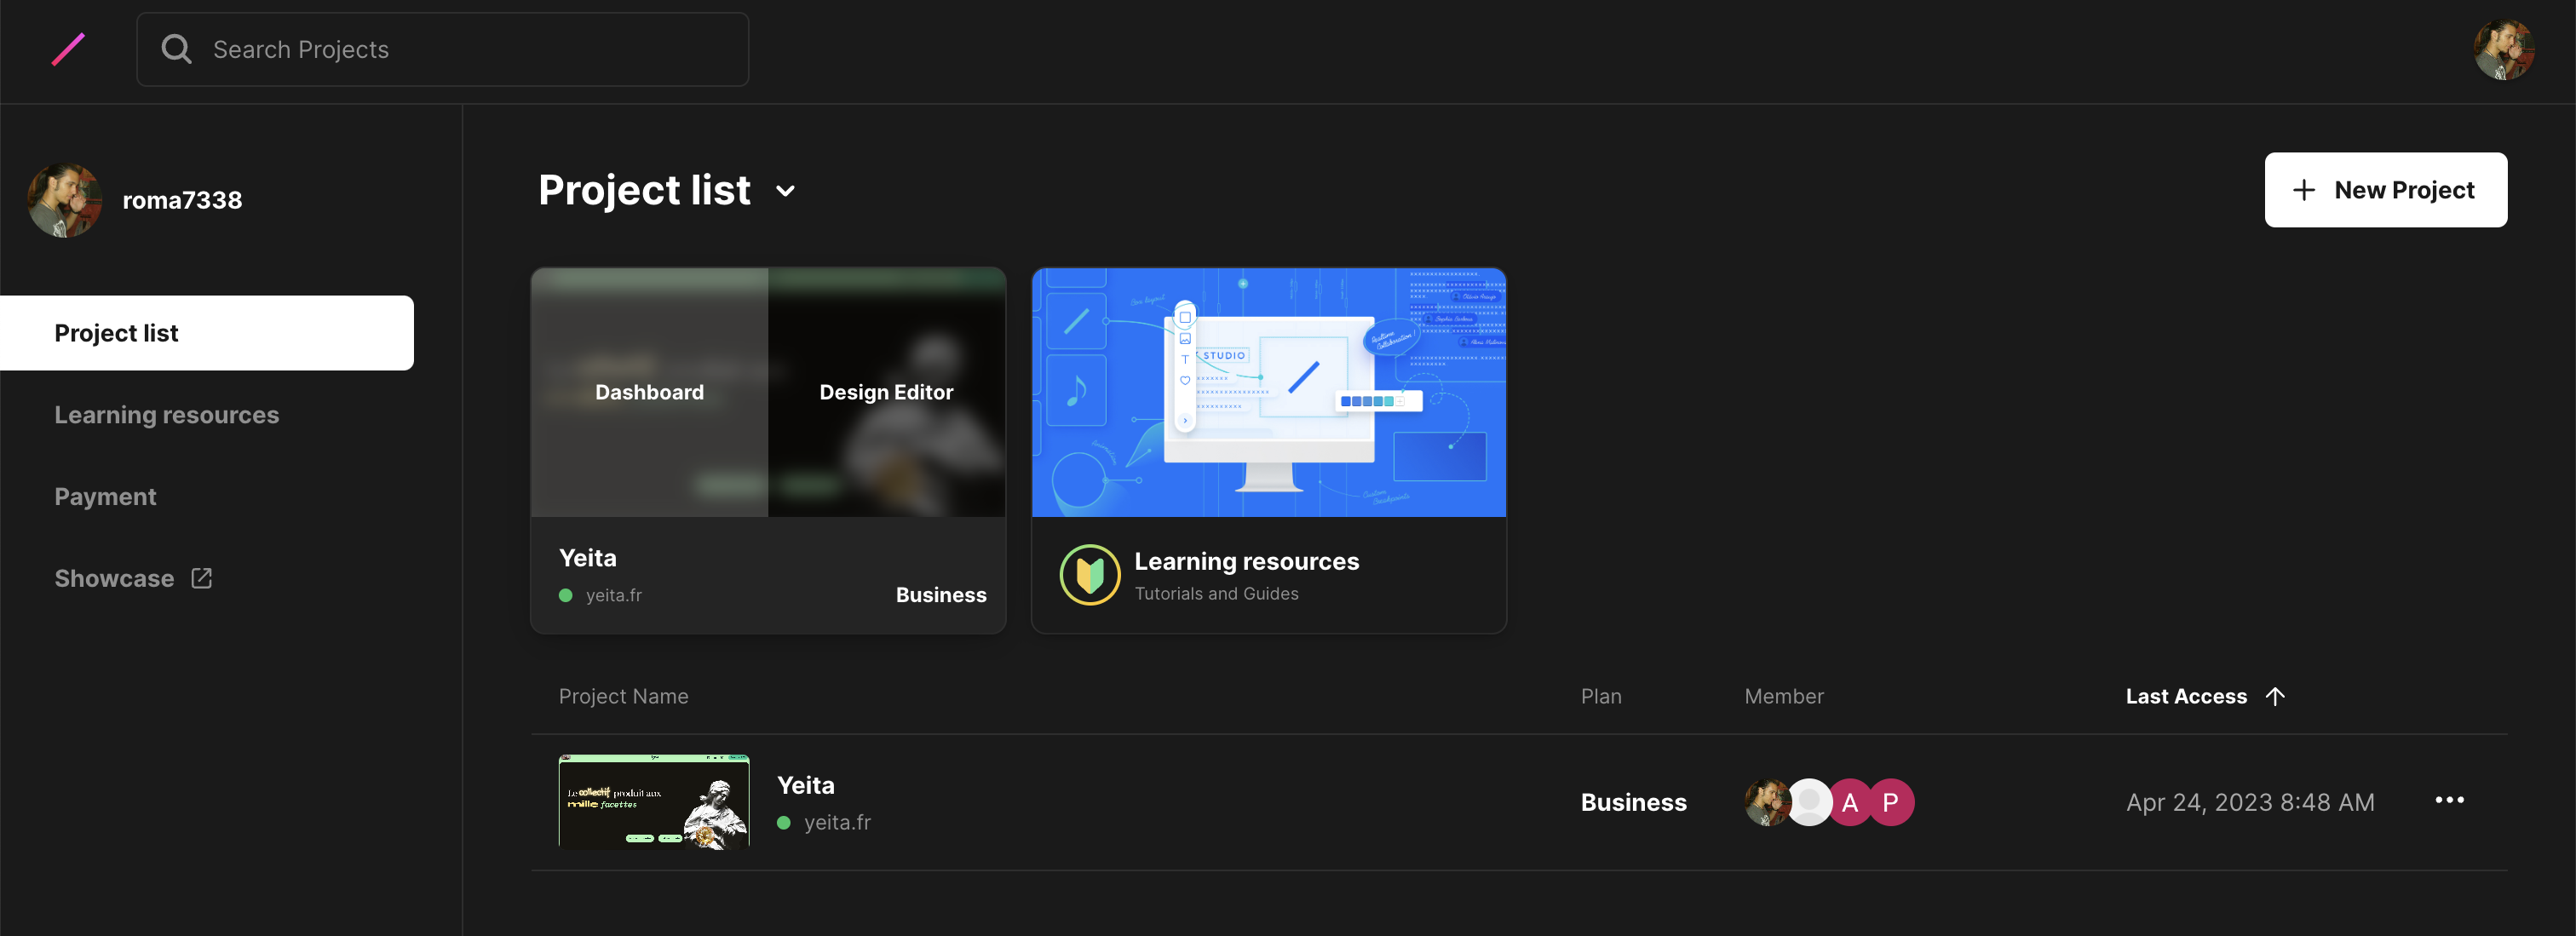 Search Projects
roma7338
Project list
Learning resources
Payment
Showcase
Project list
New Project
Dashboard
Design Editor
STUDIO
T
Realtime
Collaboration!
Yeita
yeita.fr
Business
Learning resources
Tutorials and Guides
Project Name
Plan
Member
Last Access
Le collectif produit aux
mille facettes
Yeita
yeita.fr
Business
A
P
Apr 24, 2023 8:48 AM